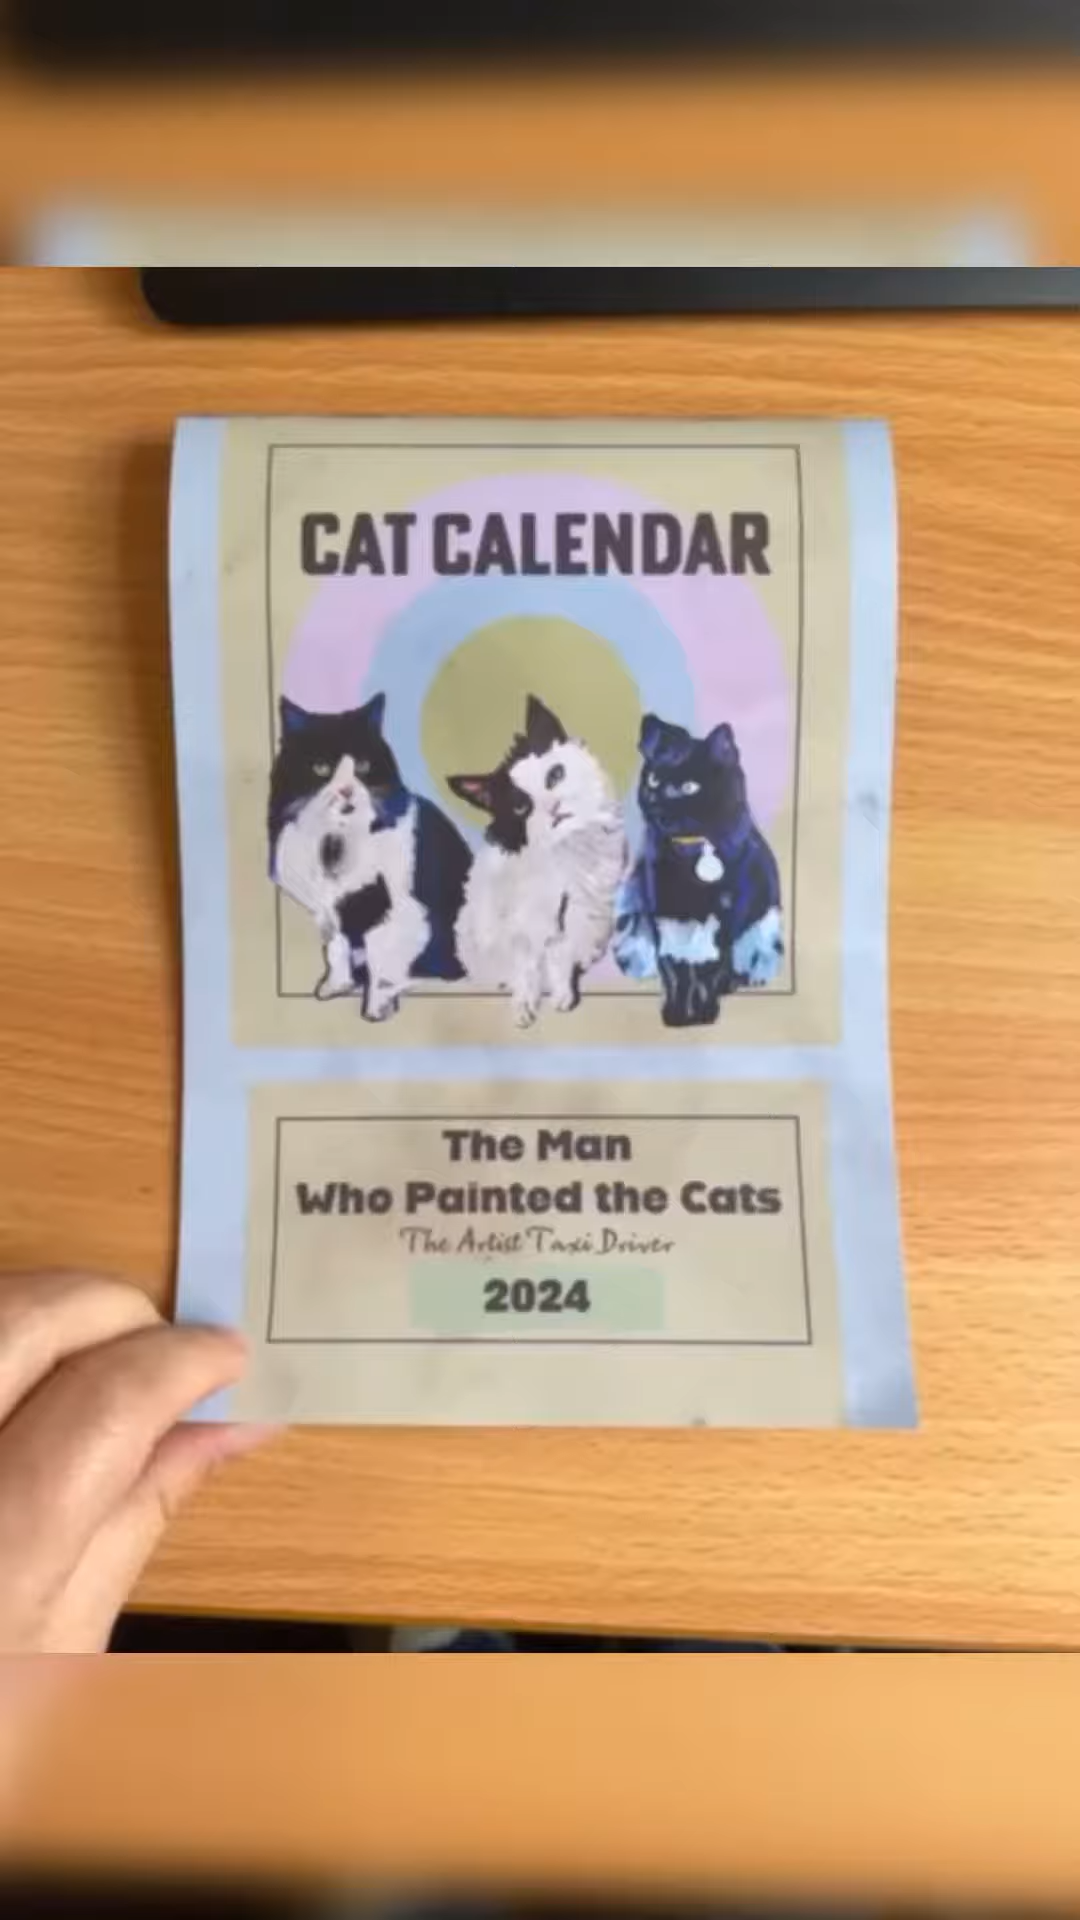 CAT CALENDAR
The Man
Who Painted the Cats
The Artist Taxi Driver
2024